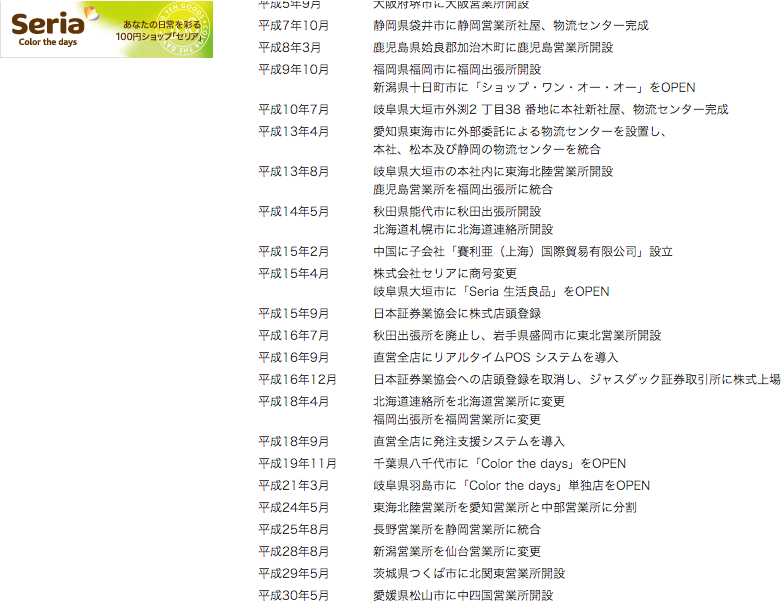 Seria
Color the days
あなたの日常を彩る
100円ショップ「セリア」
平成5年9月 大阪府堺市に大阪営業所開設
平成7年10月 静岡県袋井市に静岡営業所社屋、物流センター完成
平成8年3月 鹿児島県姶良郡加治木町に鹿児島営業所開設
平成9年10月 福岡県福岡市に福岡出張所開設
新潟県十日町市に「ショップ・ワン・オー・オー」をOPEN
平成10年7月 岐阜県大垣市外渕2 丁目38 番地に本社新社屋、物流センター完成
平成13年4月 愛知県東海市に外部委託による物流センターを設置し、
本社、松本及び静岡の物流センターを統合
平成13年8月 岐阜県大垣市の本社内に東海北陸営業所開設
鹿児島営業所を福岡出張所に統合
平成14年5月 秋田県能代市に秋田出張所開設
北海道札幌市に北海道連絡所開設
平成15年2月 中国に子会社「賽利亜（上海）国際貿易有限公司」設立
平成15年4月 株式会社セリアに商号変更
岐阜県大垣市に「Seria 生活良品」をOPEN
平成15年9月 日本証券業協会に株式店頭登録
平成16年7月 秋田出張所を廃止し、岩手県盛岡市に東北営業所開設
平成16年9月 直営全店にリアルタイムPOS システムを導入
平成16年12月 日本証券業協会への店頭登録を取消し、ジャスダック証券取引所に株式上場
平成18年4月 北海道連絡所を北海道営業所に変更
福岡出張所を福岡営業所に変更
平成18年9月 直営全店に発注支援システムを導入
平成19年11月 千葉県八千代市に「Color the days」をOPEN
平成21年3月 岐阜県羽島市に「Color the days」単独店をOPEN
平成24年5月 東海北陸営業所を愛知営業所と中部営業所に分割
平成25年8月 長野営業所を静岡営業所に統合
平成28年8月 新潟営業所を仙台営業所に変更
平成29年5月 茨城県つくば市に北関東営業所開設
平成30年5月 愛媛県松山市に中四国営業所開設